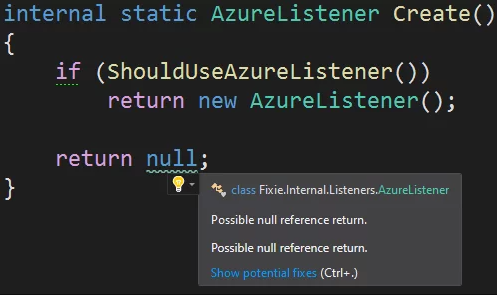 internal static AzureListener Create()
{
    if (ShouldUseAzureListener())
        return new AzureListener();

    return null;
}
class Fixie.Internal.Listeners.AzureListener
Possible null reference return.
Possible null reference return.
Show potential fixes (Ctrl+.)